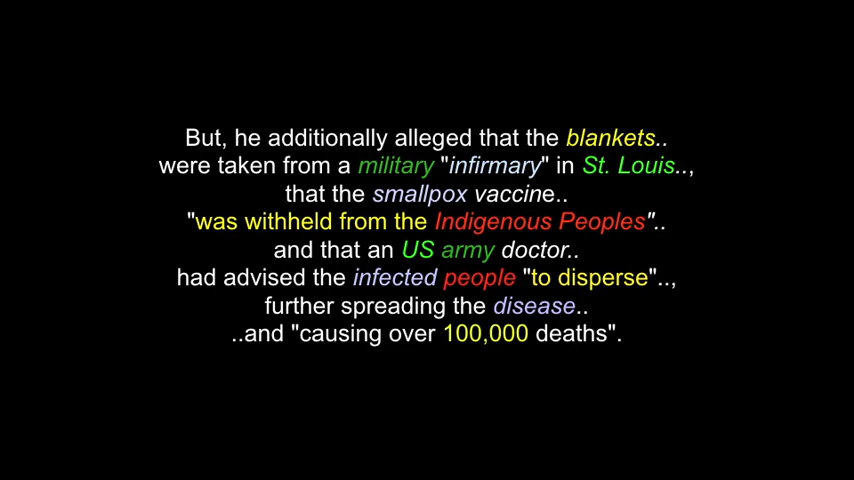 But, he additionally alleged that the blankets..
were taken from a military "infirmary" in St. Louis..,
that the smallpox vaccine..
"was withheld from the Indigenous Peoples"..
and that an US army doctor..
had advised the infected people "to disperse"..,
further spreading the disease..
..and "causing over 100,000 deaths".